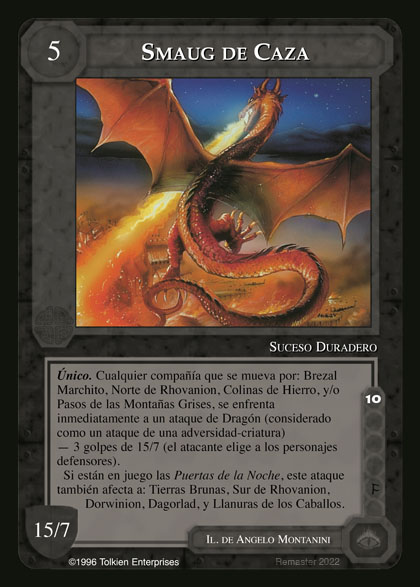 5
SMAUG DE CAZA
SUCESO DURADERO
Único. Cualquier compañía que se mueva por: Brezal
Marchito, Norte de Rhovanion, Colinas de Hierro, y/o
Pasos de las Montañas Grises, se enfrenta
inmediatamente a un ataque de Dragón (considerado
como un ataque de una adversidad-criatura)
— 3 golpes de 15/7 (el atacante elige a los personajes
defensores).
Si están en juego las Puertas de la Noche, este ataque
también afecta a: Tierras Brunas, Sur de Rhovanion,
Dorwinion, Dagorlad, y Llanuras de los Caballos.
10
F
15/7
IL. DE ANGELO MONTANINI
©1996 Tolkien Enterprises
Remaster 2022